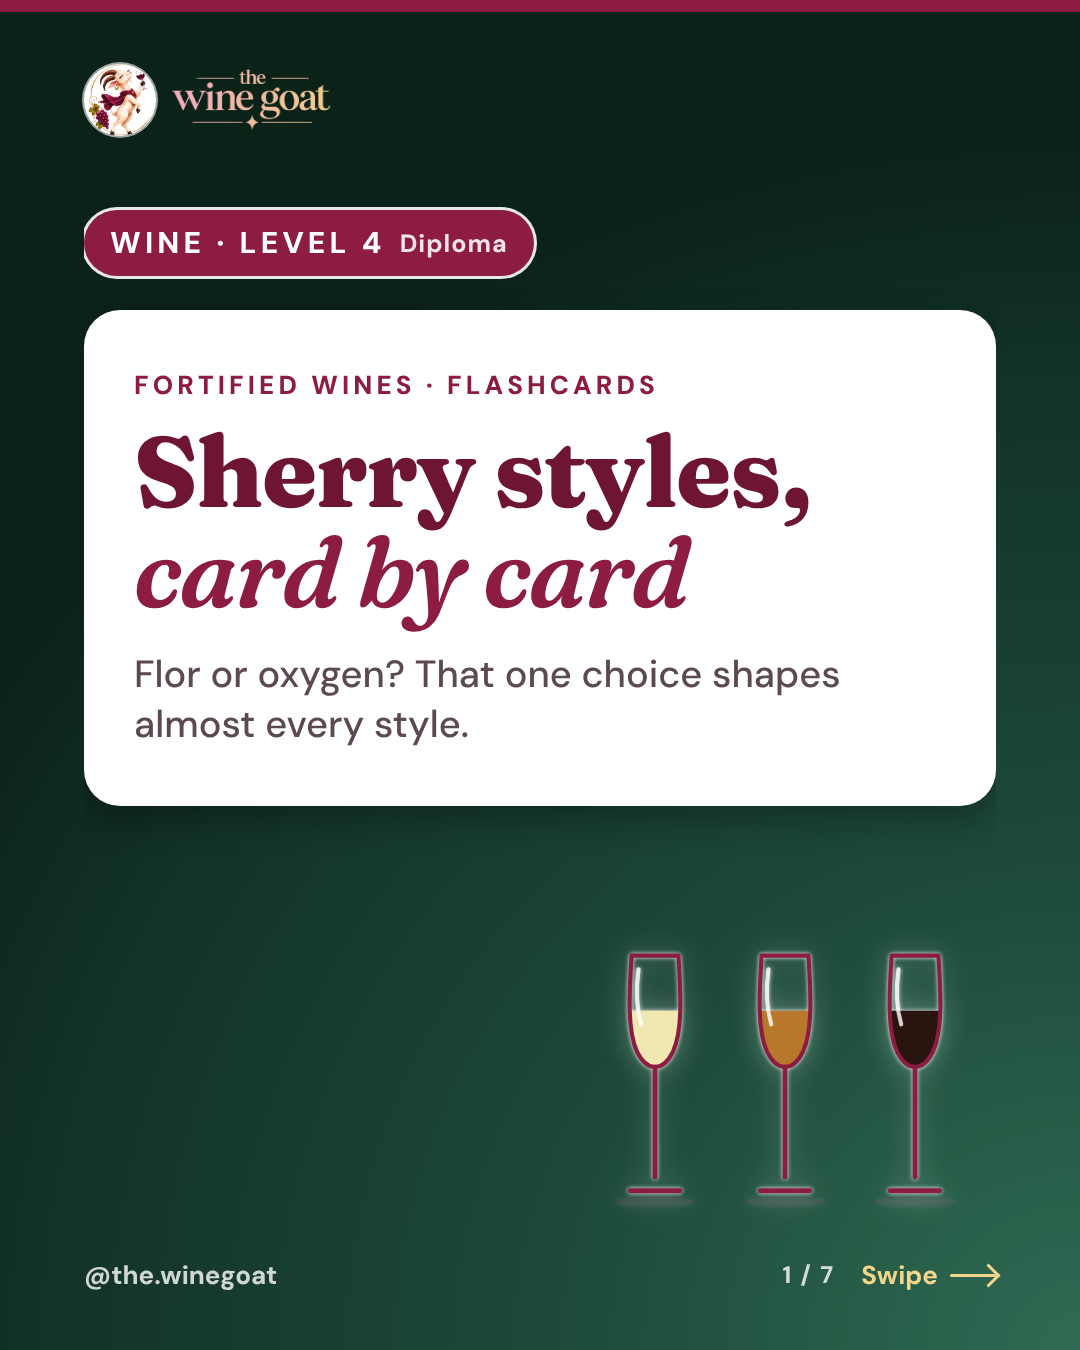 the
wine goat
WINE · LEVEL 4 Diploma
FORTIFIED WINES · FLASHCARDS
Sherry styles,
card by card
Flor or oxygen? That one choice shapes
almost every style.
@the.winegoat
1 / 7 Swipe